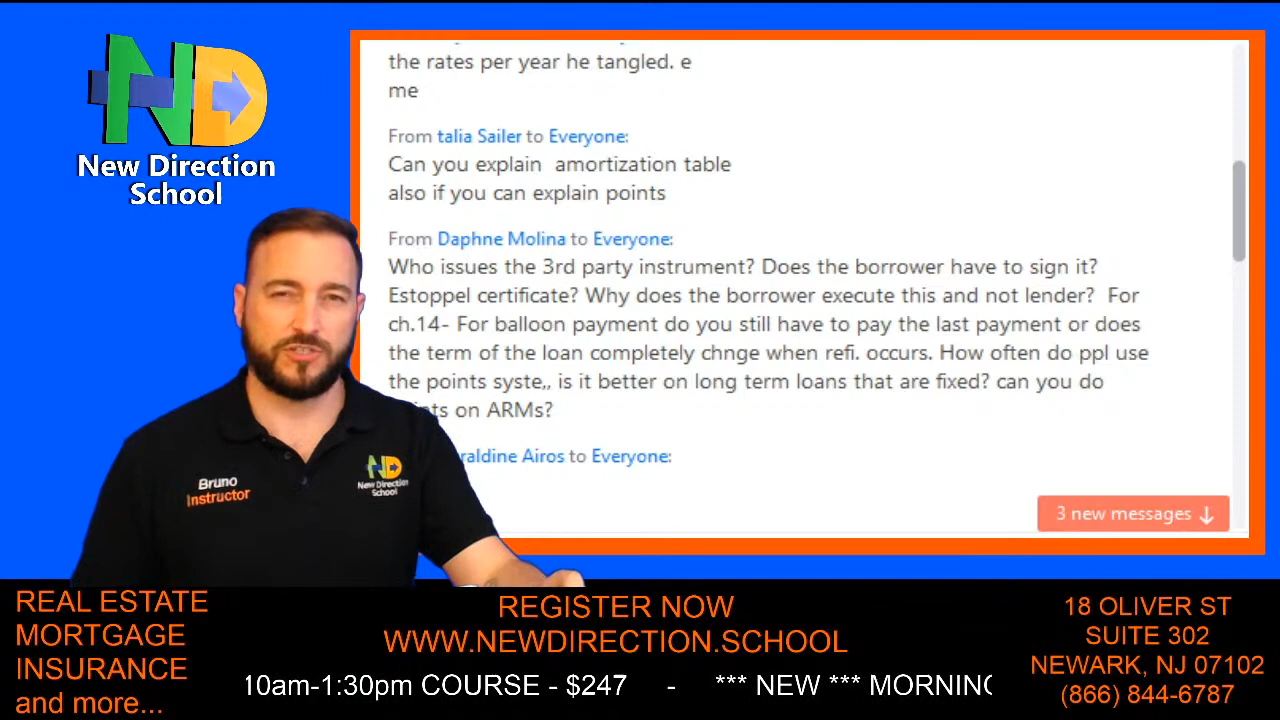 New Direction
School
the rates per year he tangled. e
me
From talia Sailer to Everyone:
Can you explain amortization table
also if you can explain points
From Daphne Molina to Everyone:
Who issues the 3rd party instrument? Does the borrower have to sign it?
Estoppel certificate? Why does the borrower execute this and not lender? For
ch.14- For balloon payment do you still have to pay the last payment or does
the term of the loan completely chnge when refi. occurs. How often do ppl use
the points syste,, is it better on long term loans that are fixed? can you do
on ARMs?
Airos to Everyone:
3 new messages
Bruno
Instructor
New Direction
School
REAL ESTATE
MORTGAGE
INSURANCE
and more...
REGISTER NOW
WWW.NEWDIRECTION.SCHOOL
10am-1:30pm COURSE - $247 - *** NEW *** MORNING
18 OLIVER ST
SUITE 302
NEWARK, NJ 07102
(866) 844-6787